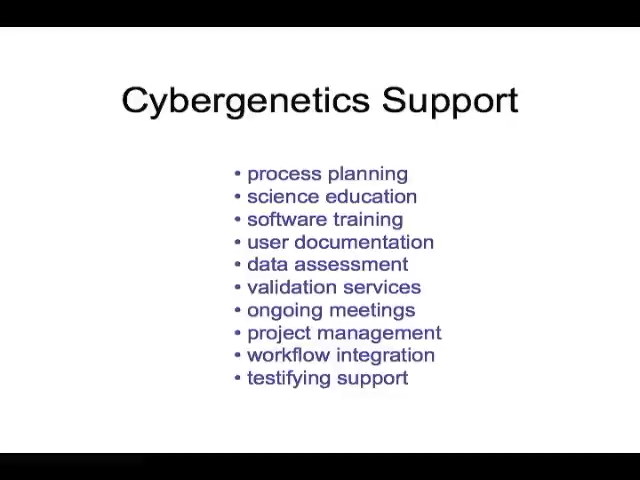 Cybergenetics Support
• process planning
• science education
• software training
• user documentation
• data assessment
• validation services
• ongoing meetings
• project management
• workflow integration
• testifying support